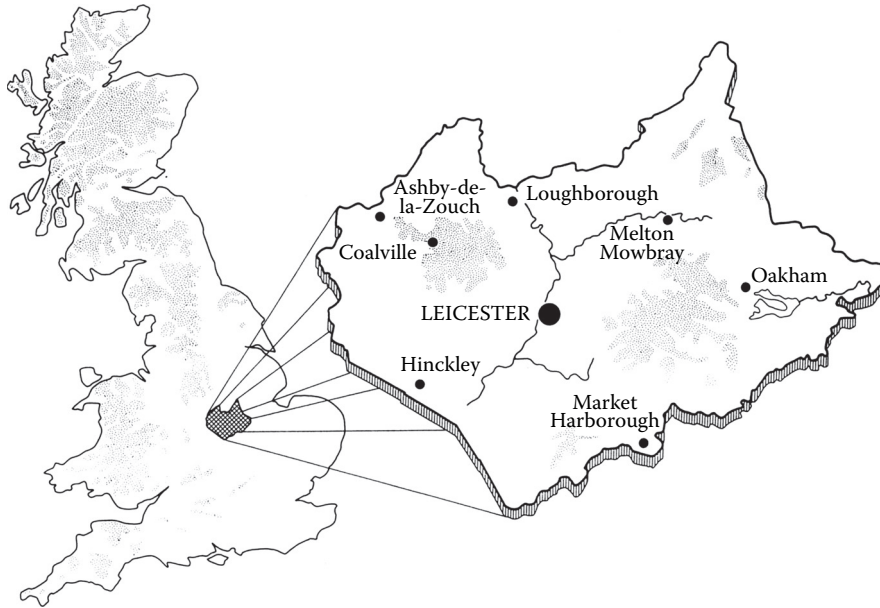 Ashby-de-
la-Zouch
Loughborough
Coalville
Melton
Mowbray
Oakham
LEICESTER
Hinckley
Market
Harborough